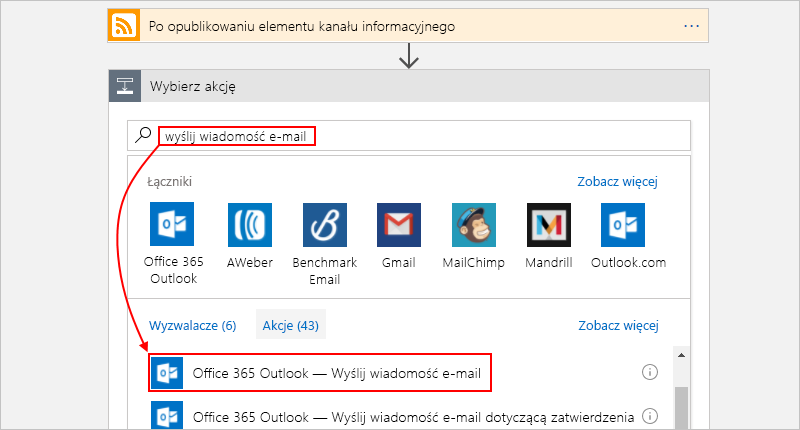 Po opublikowaniu elementu kanału informacyjnego
Wybierz akcję
wyślij wiadomość e-mail
Łączniki Zobacz więcej
Office 365 Outlook
AWeber
Benchmark Email
Gmail
MailChimp
Mandrill
Outlook.com
Wyzwalacze (6) Akcje (43) Zobacz więcej
Office 365 Outlook — Wyślij wiadomość e-mail
Office 365 Outlook — Wyślij wiadomość e-mail dotyczącą zatwierdzenia